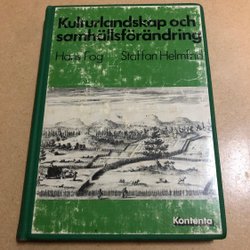 Kulturlandskap och
samhällsförändring
Hans Fog Staffan Helmfrid
Kontenta